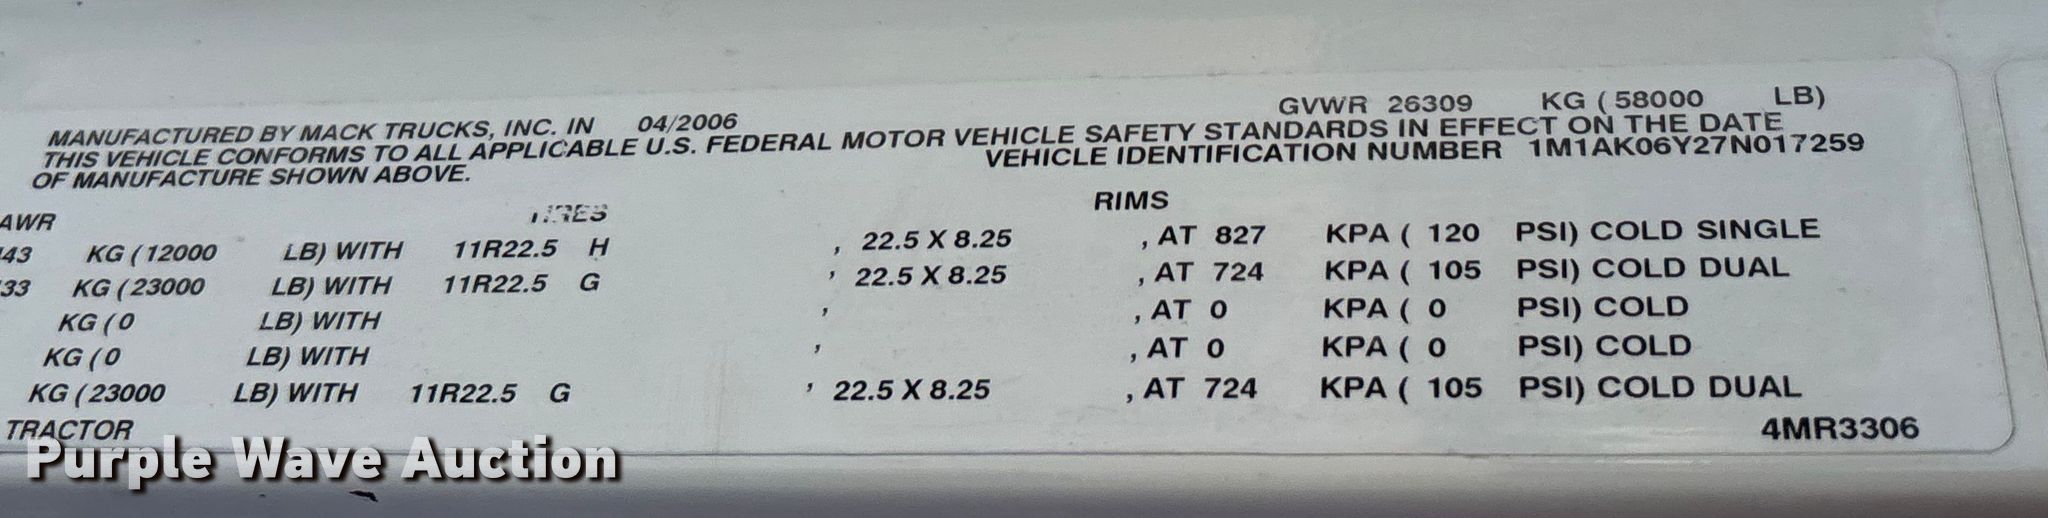 GVWR 26309 KG ( 58000 LB)
MANUFACTURED BY MACK TRUCKS, INC. IN 04/2006
THIS VEHICLE CONFORMS TO ALL APPLICABLE U.S. FEDERAL MOTOR VEHICLE SAFETY STANDARDS IN EFFECT ON THE DATE
OF MANUFACTURE SHOWN ABOVE. VEHICLE IDENTIFICATION NUMBER 1M1AK06Y27N017259
AWR TIRES RIMS
43 KG ( 12000 LB) WITH 11R22.5 H , 22.5 X 8.25 , AT 827 KPA ( 120 PSI) COLD SINGLE
33 KG ( 23000 LB) WITH 11R22.5 G , 22.5 X 8.25 , AT 724 KPA ( 105 PSI) COLD DUAL
KG ( 0 LB) WITH , , AT 0 KPA ( 0 PSI) COLD
KG ( 0 LB) WITH , , AT 0 KPA ( 0 PSI) COLD
KG ( 23000 LB) WITH 11R22.5 G , 22.5 X 8.25 , AT 724 KPA ( 105 PSI) COLD DUAL
TRACTOR 4MR3306
Purple Wave Auction